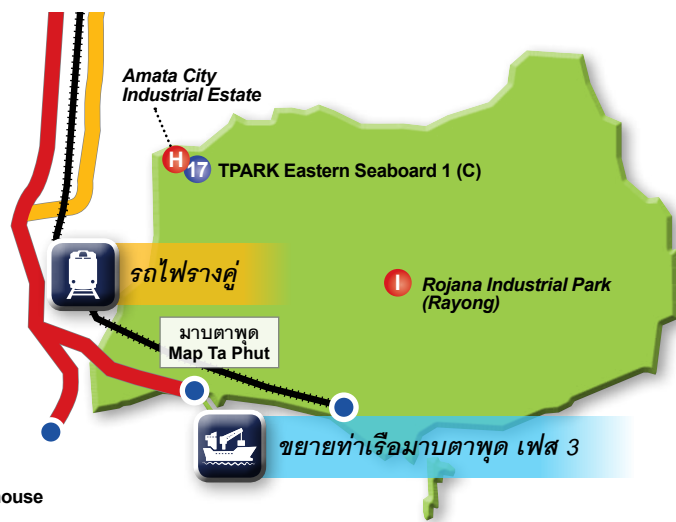 Amata City
Industrial Estate
H
17
TPARK Eastern Seaboard 1 (C)
รถไฟรางคู่
I
Rojana Industrial Park
(Rayong)
มาบตาพุด
Map Ta Phut
ขยายท่าเรือมาบตาพุด เฟส 3
ouse